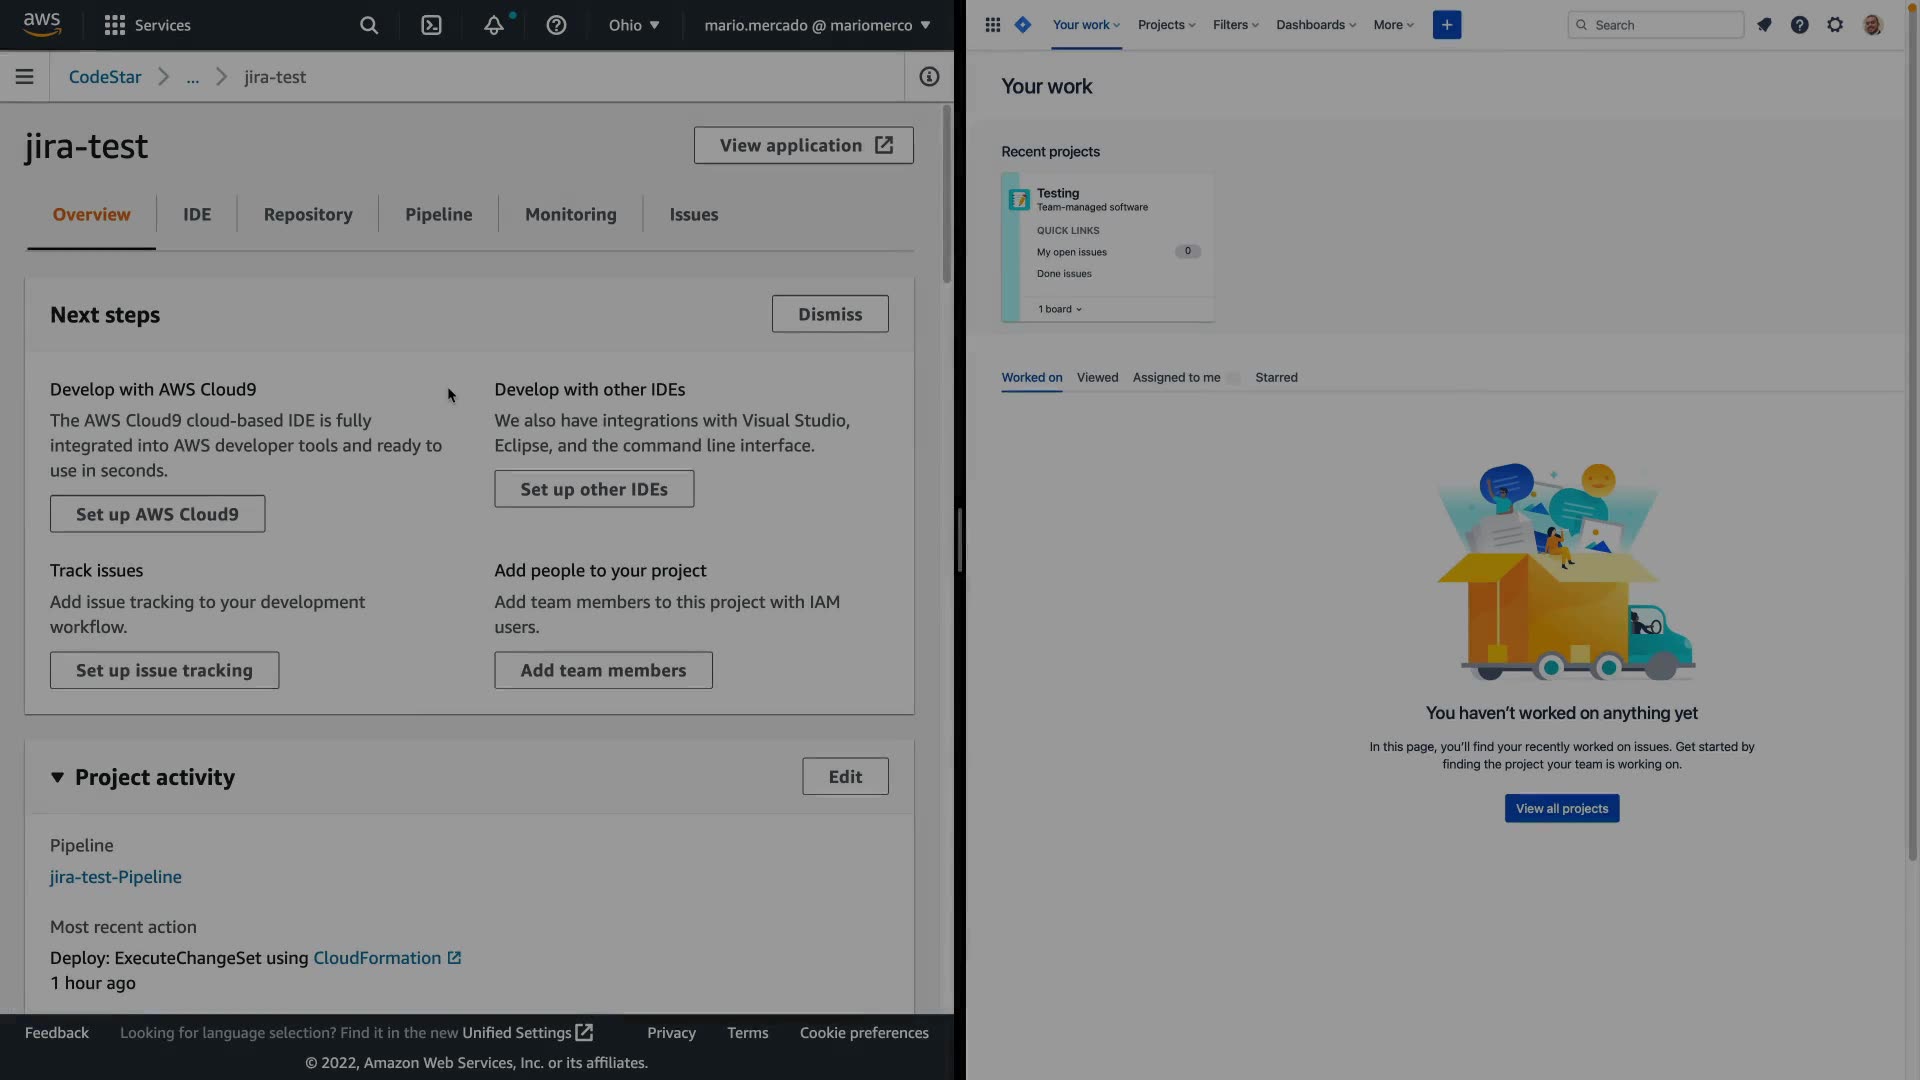 aws
Services
Ohio
mario.mercado @ mariomerco
CodeStar
...
jira-test
jira-test
View application
Overview
IDE
Repository
Pipeline
Monitoring
Issues
Next steps
Dismiss
Develop with AWS Cloud9
The AWS Cloud9 cloud-based IDE is fully
integrated into AWS developer tools and ready to
use in seconds.
Set up AWS Cloud9
Develop with other IDEs
We also have integrations with Visual Studio,
Eclipse, and the command line interface.
Set up other IDEs
Track issues
Add issue tracking to your development
workflow.
Set up issue tracking
Add people to your project
Add team members to this project with IAM
users.
Add team members
Project activity
Edit
Pipeline
jira-test-Pipeline
Most recent action
Deploy: ExecuteChangeSet using CloudFormation
1 hour ago
Feedback
Looking for language selection? Find it in the new Unified Settings
Privacy
Terms
Cookie preferences
© 2022, Amazon Web Services, Inc. or its affiliates.
Your work
Projects
Filters
Dashboards
More
Search
Your work
Recent projects
Testing
Team-managed software
QUICK LINKS
My open issues
0
Done issues
1 board
Worked on
Viewed
Assigned to me
Starred
You haven't worked on anything yet
In this page, you'll find your recently worked on issues. Get started by
finding the project your team is working on.
View all projects